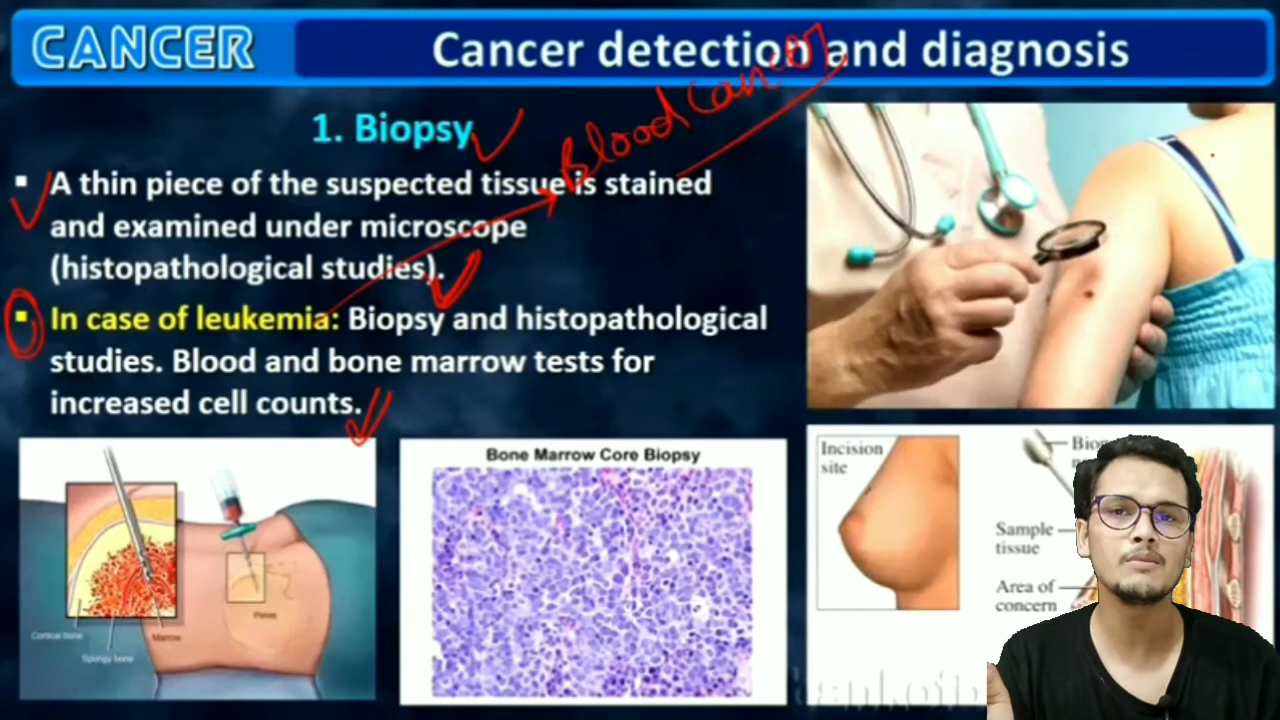 CANCER
Cancer detection and diagnosis
Blood Cancer
1. Biopsy
▪ A thin piece of the suspected tissue is stained
and examined under microscope
(histopathological studies).
▪ In case of leukemia: Biopsy and histopathological
studies. Blood and bone marrow tests for
increased cell counts.
Cortical bone
Spongy bone
Marrow
Pelvis
Bone Marrow Core Biopsy
Incision
site
Sample
tissue
Area of
concern